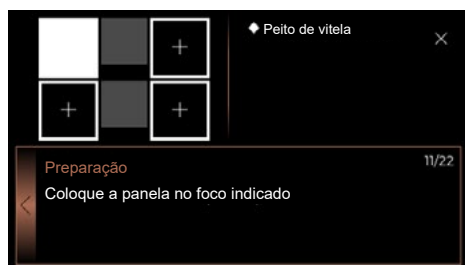 Peito de vitela
Preparação
11/22
Coloque a panela no foco indicado